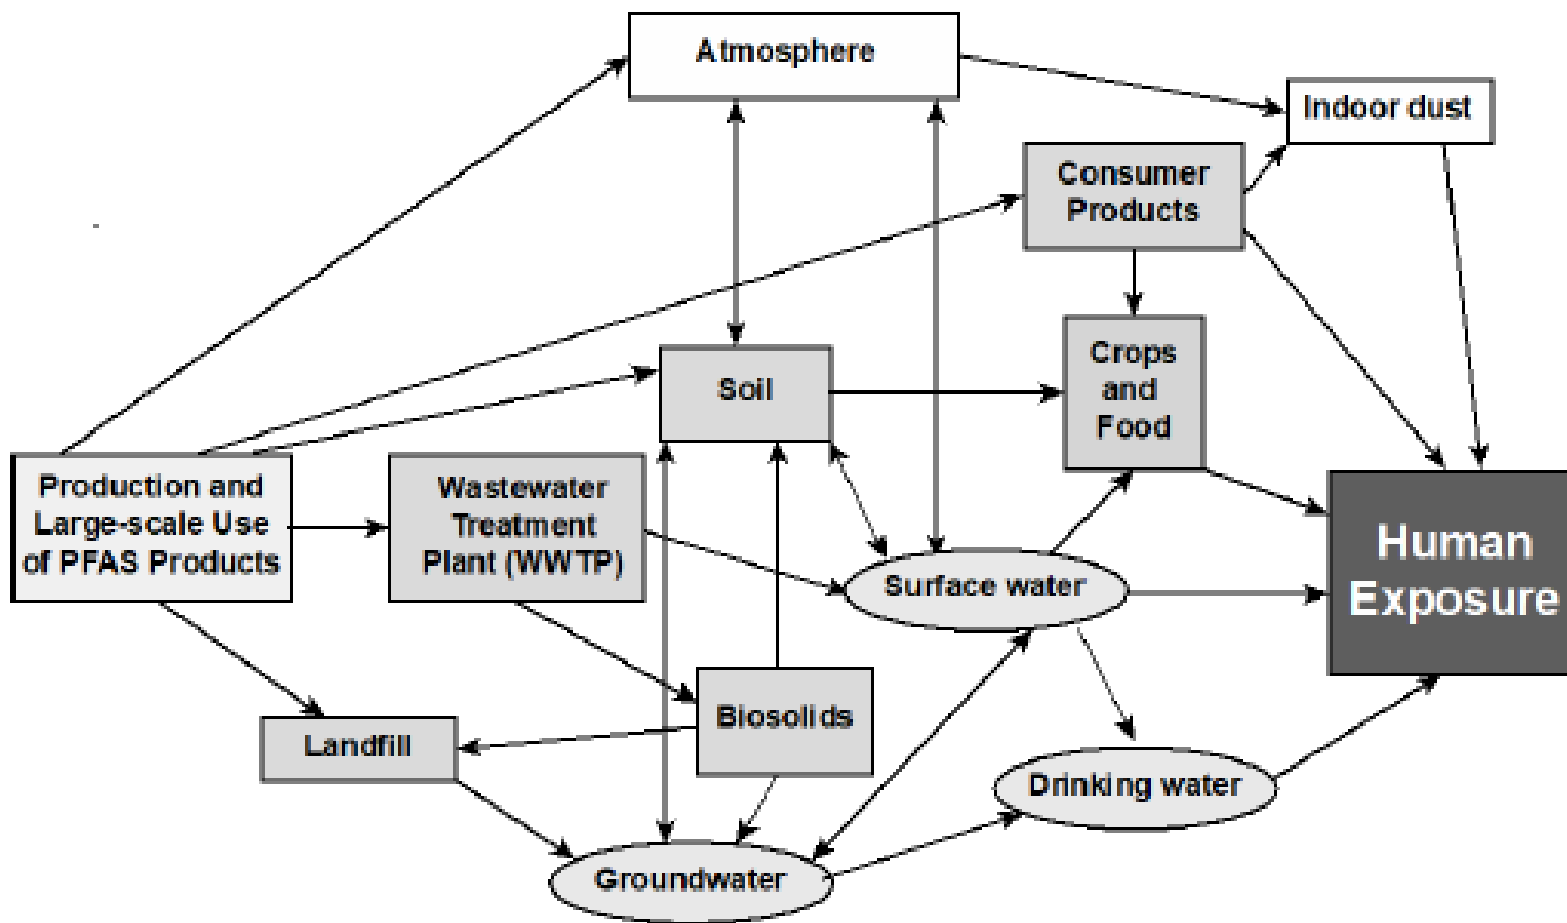 Atmosphere
Indoor dust
Consumer
Products
Crops
and
Food
Soil
Production and
Large-scale Use
of PFAS Products
Wastewater
Treatment
Plant (WWTP)
Human
Exposure
Surface water
Biosolids
Landfill
Drinking water
Groundwater